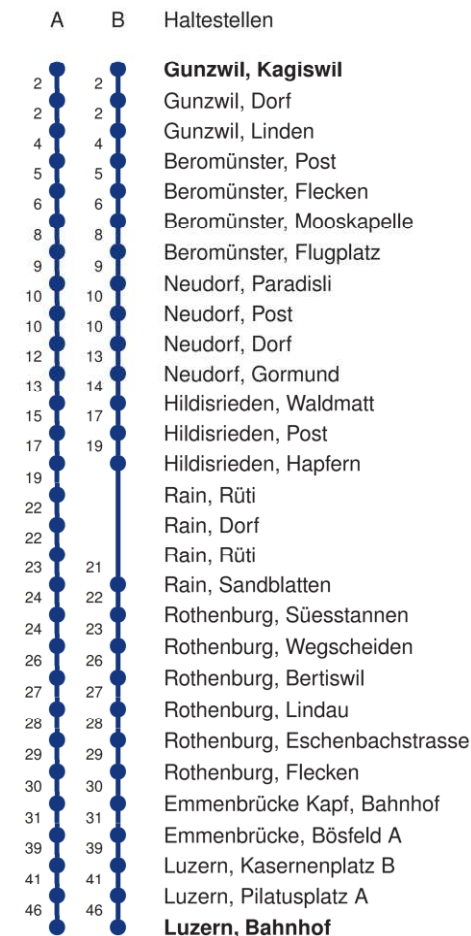 A B Haltestellen
Gunzwil, Kagiswil
2 2 Gunzwil, Dorf
2 2 Gunzwil, Linden
4 4 Beromünster, Post
5 5 Beromünster, Flecken
6 6 Beromünster, Mooskapelle
8 8 Beromünster, Flugplatz
9 9 Neudorf, Paradisli
10 10 Neudorf, Post
10 10 Neudorf, Dorf
12 13 Neudorf, Gormund
13 14 Hildisrieden, Waldmatt
15 17 Hildisrieden, Post
17 19 Hildisrieden, Hapfern
19 Rain, Rüti
22 Rain, Dorf
22 Rain, Rüti
23 21 Rain, Sandblatten
24 22 Rothenburg, Süesstannen
24 23 Rothenburg, Wegscheiden
26 26 Rothenburg, Bertiswil
27 27 Rothenburg, Lindau
28 28 Rothenburg, Eschenbachstrasse
29 29 Rothenburg, Flecken
30 30 Emmenbrücke Kapf, Bahnhof
31 31 Emmenbrücke, Bösfeld A
39 39 Luzern, Kasernenplatz B
41 41 Luzern, Pilatusplatz A
46 46 Luzern, Bahnhof